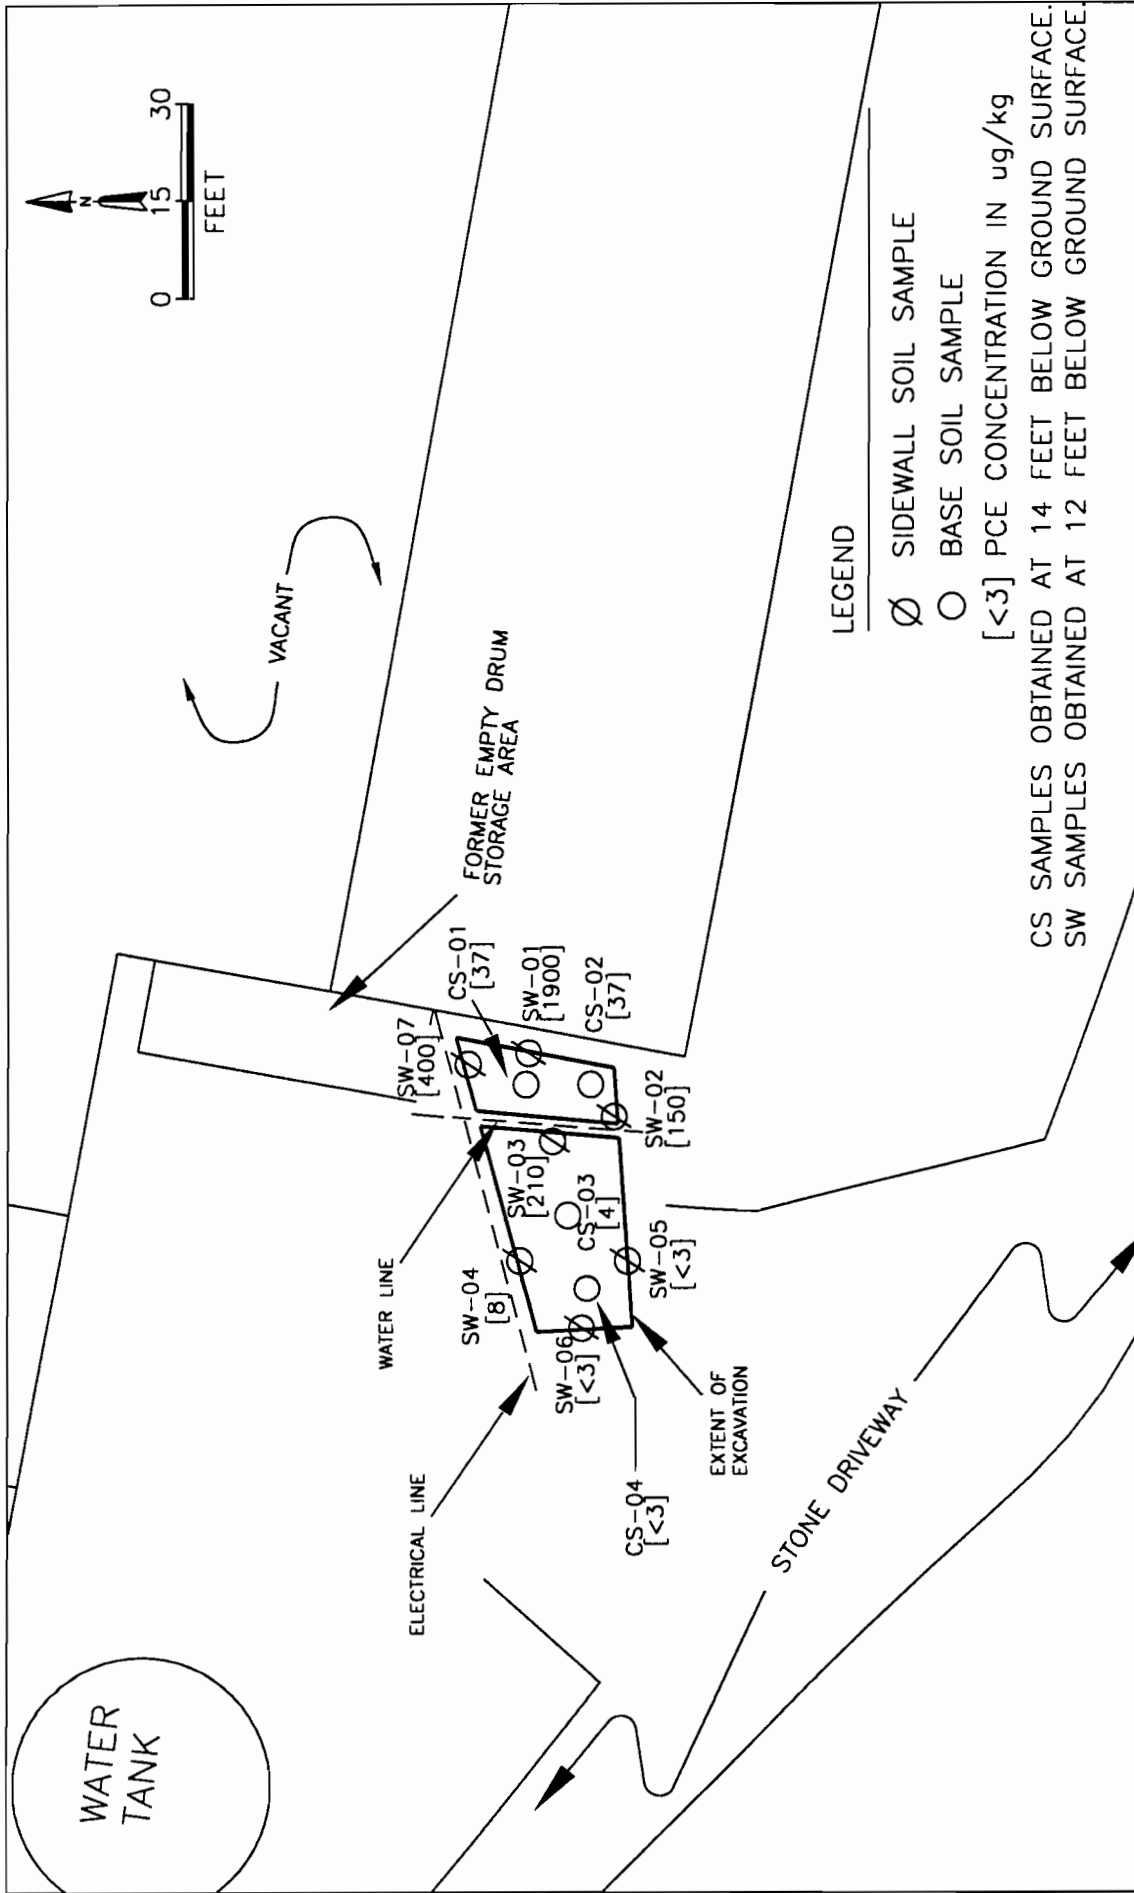 WATER
TANK
N
0 15 30
FEET
VACANT
FORMER EMPTY DRUM
STORAGE AREA
WATER LINE
ELECTRICAL LINE
SW-07
[400]
CS-01
[37]
SW-01
[1900]
CS-02
[37]
SW-02
[150]
SW-03
[210]
CS-03
[4]
SW-04
[8]
SW-05
[<3]
SW-06
[<3]
CS-04
[<3]
EXTENT OF
EXCAVATION
STONE DRIVEWAY
LEGEND
SIDEWALL SOIL SAMPLE
BASE SOIL SAMPLE
[<3] PCE CONCENTRATION IN ug/kg
CS SAMPLES OBTAINED AT 14 FEET BELOW GROUND SURFACE.
SW SAMPLES OBTAINED AT 12 FEET BELOW GROUND SURFACE.